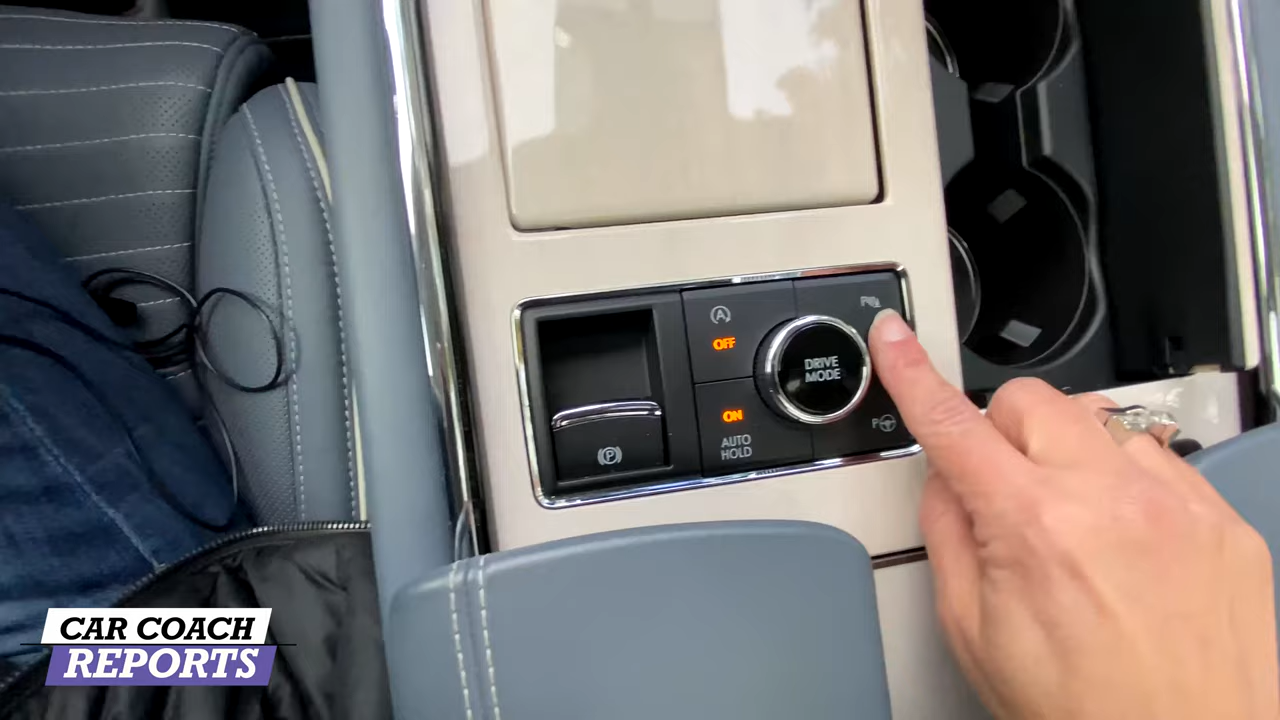 A
OFF
P
DRIVE
MODE
ON
AUTO
HOLD
P
P
CAR COACH
REPORTS